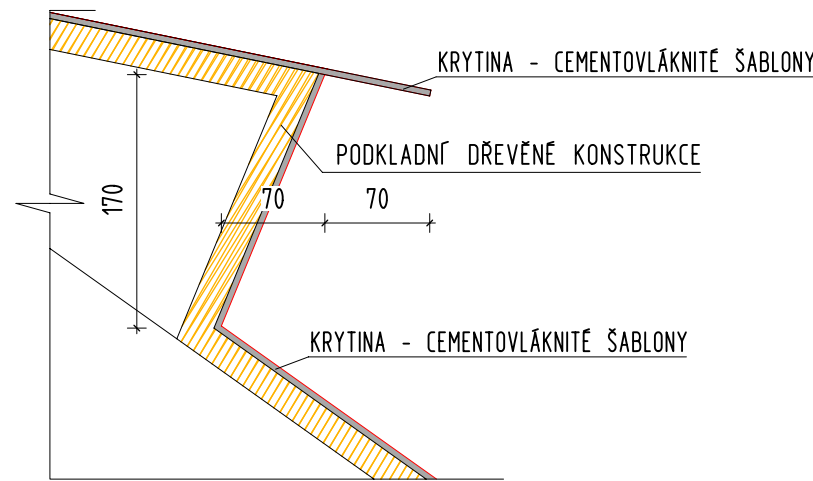 KRYTINA - CEMENTOVLÁKNITÉ ŠABLONY
PODKLADNÍ DŘEVĚNÉ KONSTRUKCE
170
70
70
KRYTINA - CEMENTOVLÁKNITÉ ŠABLONY